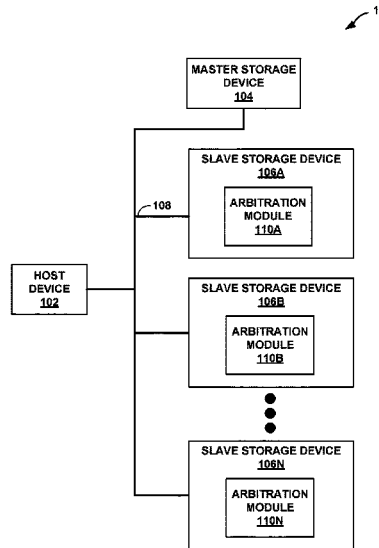 1
MASTER STORAGE
DEVICE
104
SLAVE STORAGE DEVICE
106A
108
ARBITRATION
MODULE
110A
HOST
DEVICE
102
SLAVE STORAGE DEVICE
106B
ARBITRATION
MODULE
110B
SLAVE STORAGE DEVICE
106N
ARBITRATION
MODULE
110N